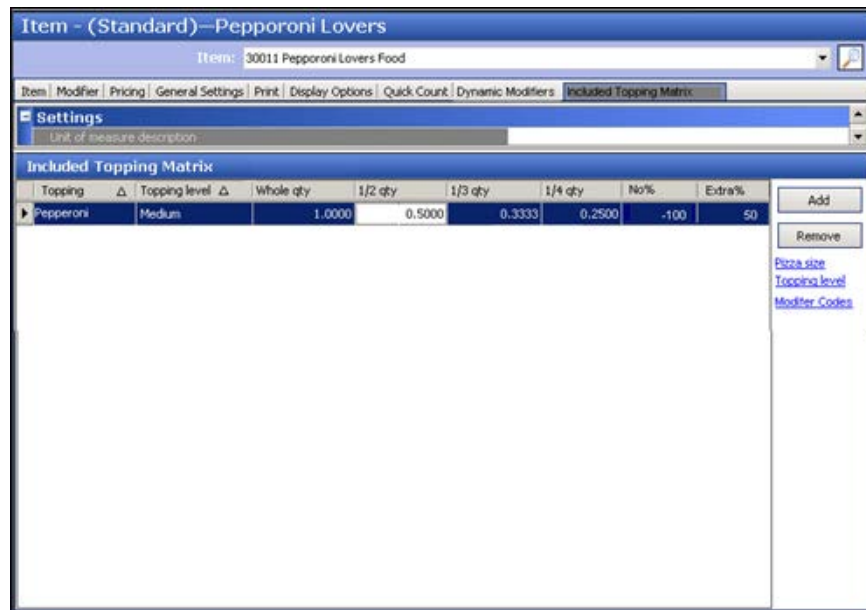 Item - (Standard)—Pepporoni Lovers
Item: 30011 Pepporoni Lovers Food
Item | Modifier | Pricing | General Settings | Print | Display Options | Quick Count | Dynamic Modifiers | Included Topping Matrix
Settings
Unit of measure description
Included Topping Matrix
Topping Topping level Whole qty 1/2 qty 1/3 qty 1/4 qty No% Extra%
Pepperoni Medium 1.0000 0.5000 0.3333 0.2500 -100 50
Add
Remove
Pizza size
Topping level
Modifer Codes